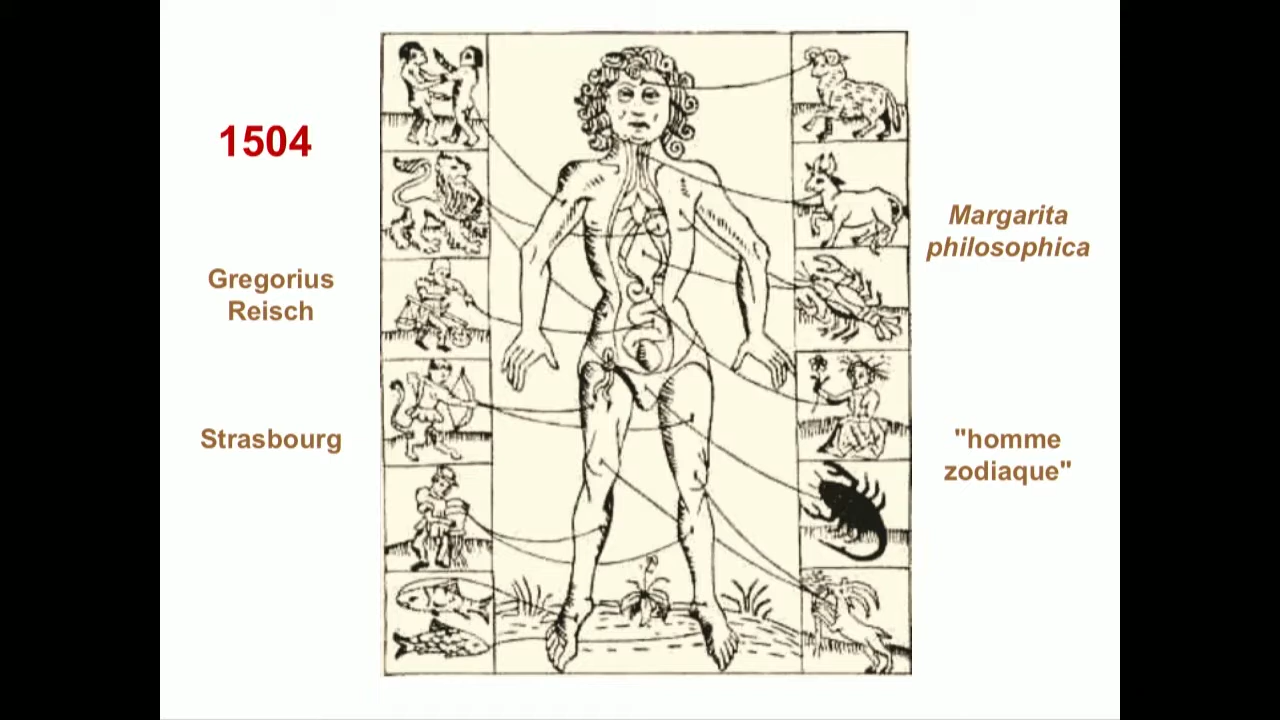 1504
Gregorius
Reisch
Strasbourg
Margarita
philosophica
"homme
zodiaque"